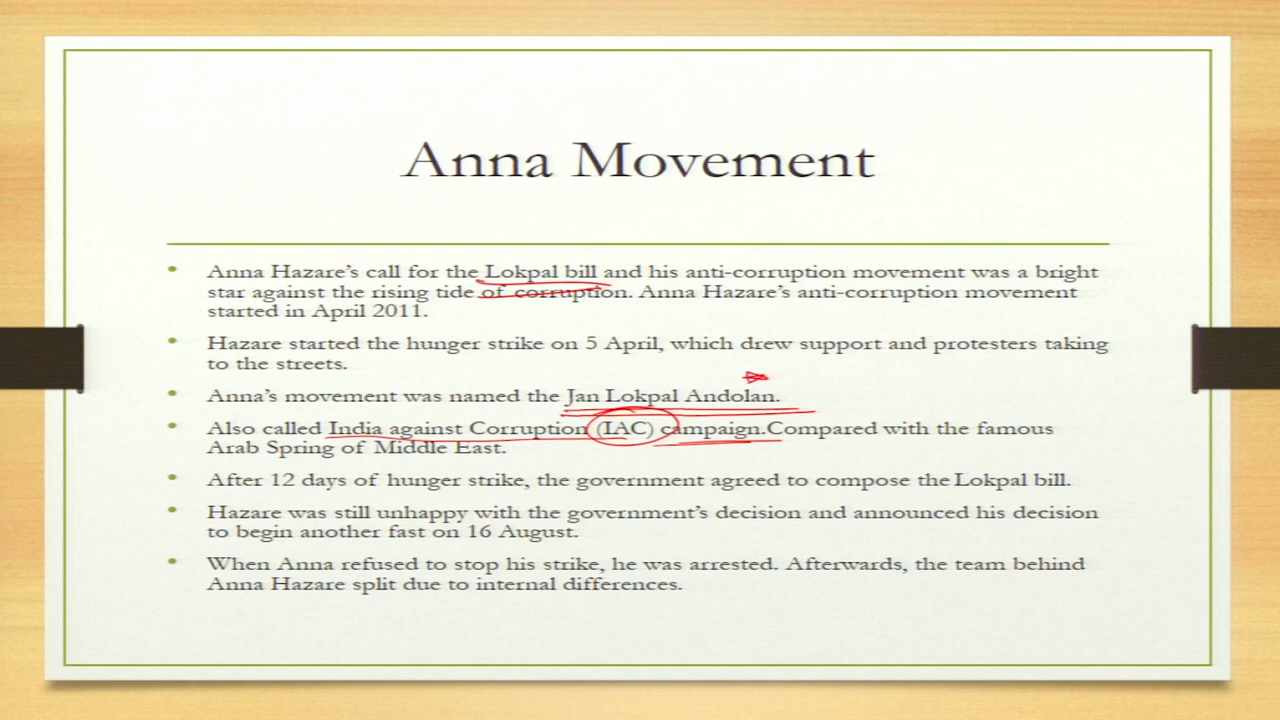 Anna Movement
• Anna Hazare's call for the Lokpal bill and his anti-corruption movement was a bright
star against the rising tide of corruption. Anna Hazare's anti-corruption movement
started in April 2011.
• Hazare started the hunger strike on 5 April, which drew support and protesters taking
to the streets.
• Anna's movement was named the Jan Lokpal Andolan.
• Also called India against Corruption (IAC) campaign.Compared with the famous
Arab Spring of Middle East.
• After 12 days of hunger strike, the government agreed to compose the Lokpal bill.
• Hazare was still unhappy with the government's decision and announced his decision
to begin another fast on 16 August.
• When Anna refused to stop his strike, he was arrested. Afterwards, the team behind
Anna Hazare split due to internal differences.